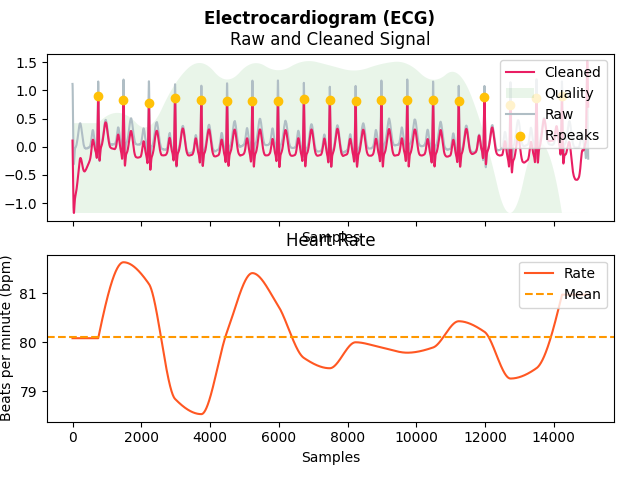 Electrocardiogram (ECG)
Raw and Cleaned Signal
1.5
1.0
0.5
0.0
−0.5
−1.0
Cleaned
Quality
Raw
R-peaks
Samples
Heart Rate
Beats per minute (bpm)
81
80
79
Rate
Mean
0 2000 4000 6000 8000 10000 12000 14000
Samples